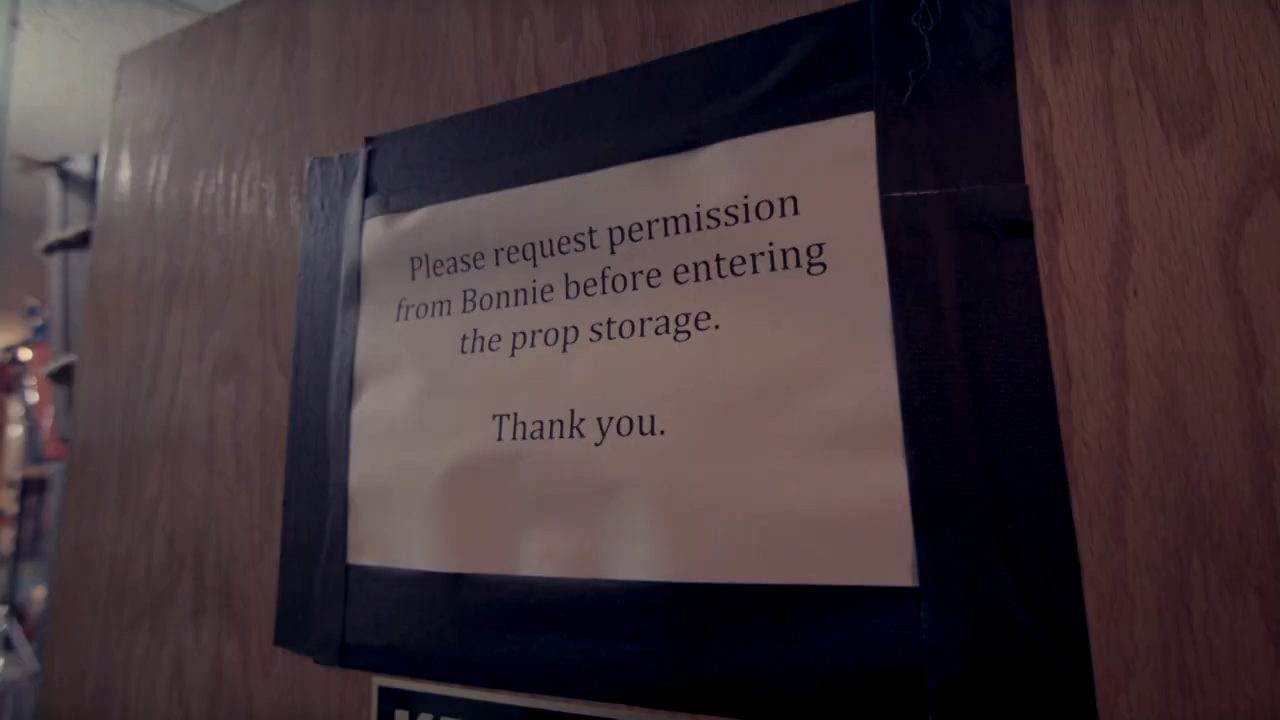 Please request permission
from Bonnie before entering
the prop storage.
Thank you.